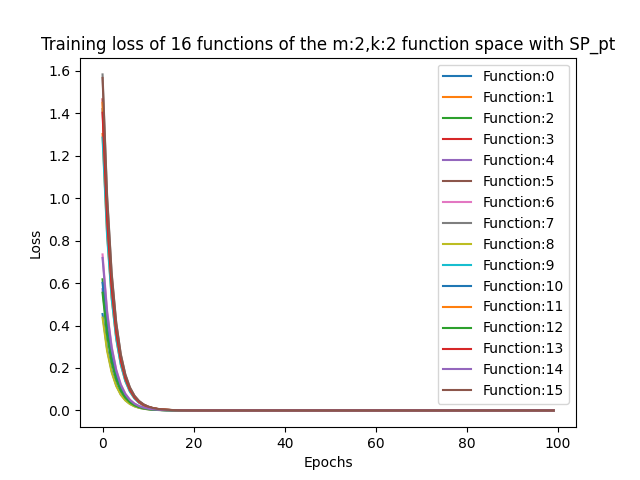 Training loss of 16 functions of the m:2,k:2 function space with SP_pt
1.6
1.4
1.2
1.0
0.8
0.6
0.4
0.2
0.0
Loss
0 20 40 60 80 100
Epochs
Function:0
Function:1
Function:2
Function:3
Function:4
Function:5
Function:6
Function:7
Function:8
Function:9
Function:10
Function:11
Function:12
Function:13
Function:14
Function:15